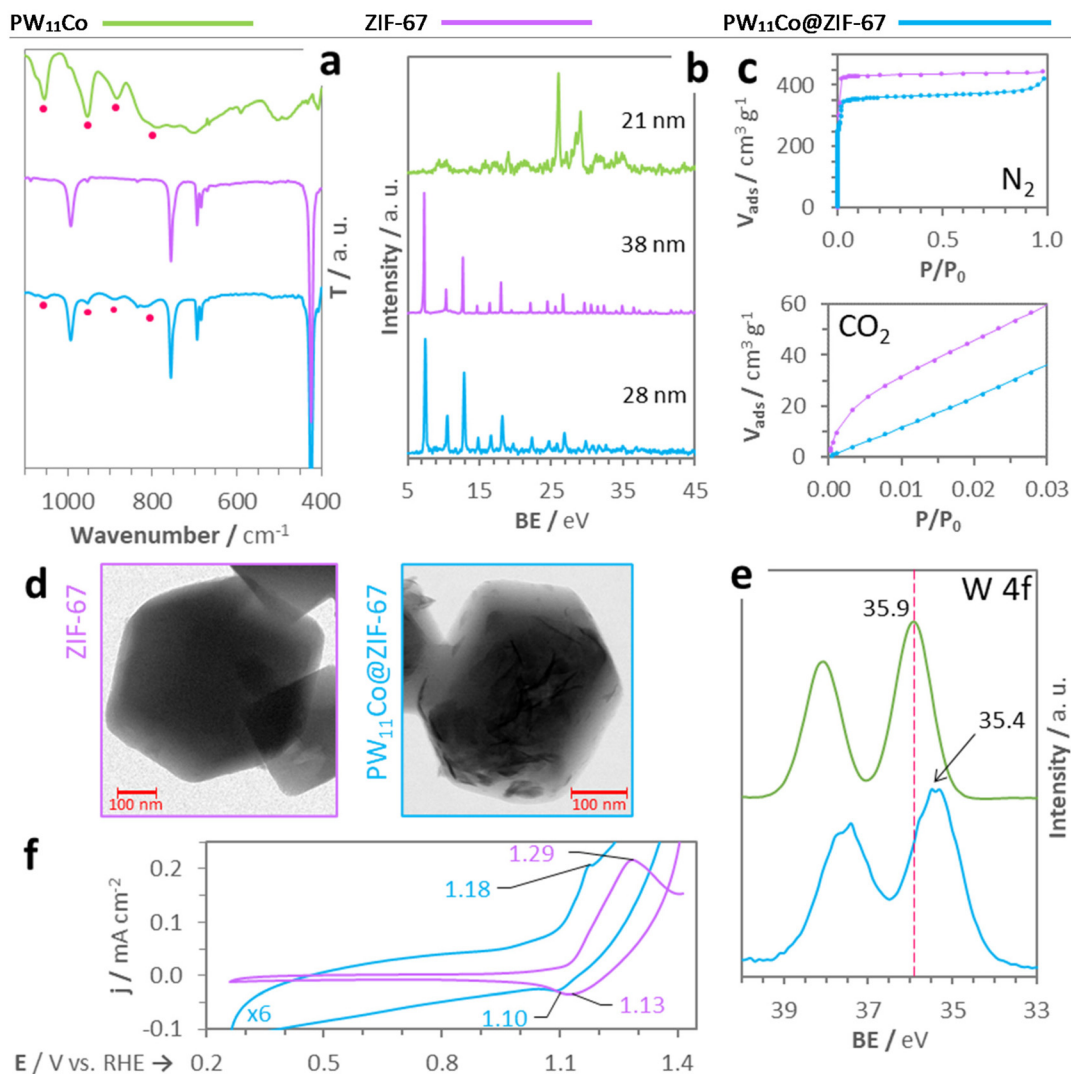 PW₁₁Co ZIF-67 PW₁₁Co@ZIF-67
a
T / a. u.
1000 800 600 400
Wavenumber / cm⁻¹
b
Intensity / a. u.
21 nm
38 nm
28 nm
5 15 25 35 45
BE / eV
c
Vads / cm³ g⁻¹
400
200
0
N₂
0.0 0.5 1.0
P/P₀
Vads / cm³ g⁻¹
60
40
20
0
CO₂
0.00 0.01 0.02 0.03
P/P₀
d
ZIF-67
100 nm
PW₁₁Co@ZIF-67
100 nm
e
W 4f
35.9
35.4
Intensity / a. u.
39 37 35 33
BE / eV
f
j / mA cm⁻²
0.2
0.1
0.0
-0.1
1.29
1.18
1.13
1.10
x6
E / V vs. RHE → 0.2 0.5 0.8 1.1 1.4